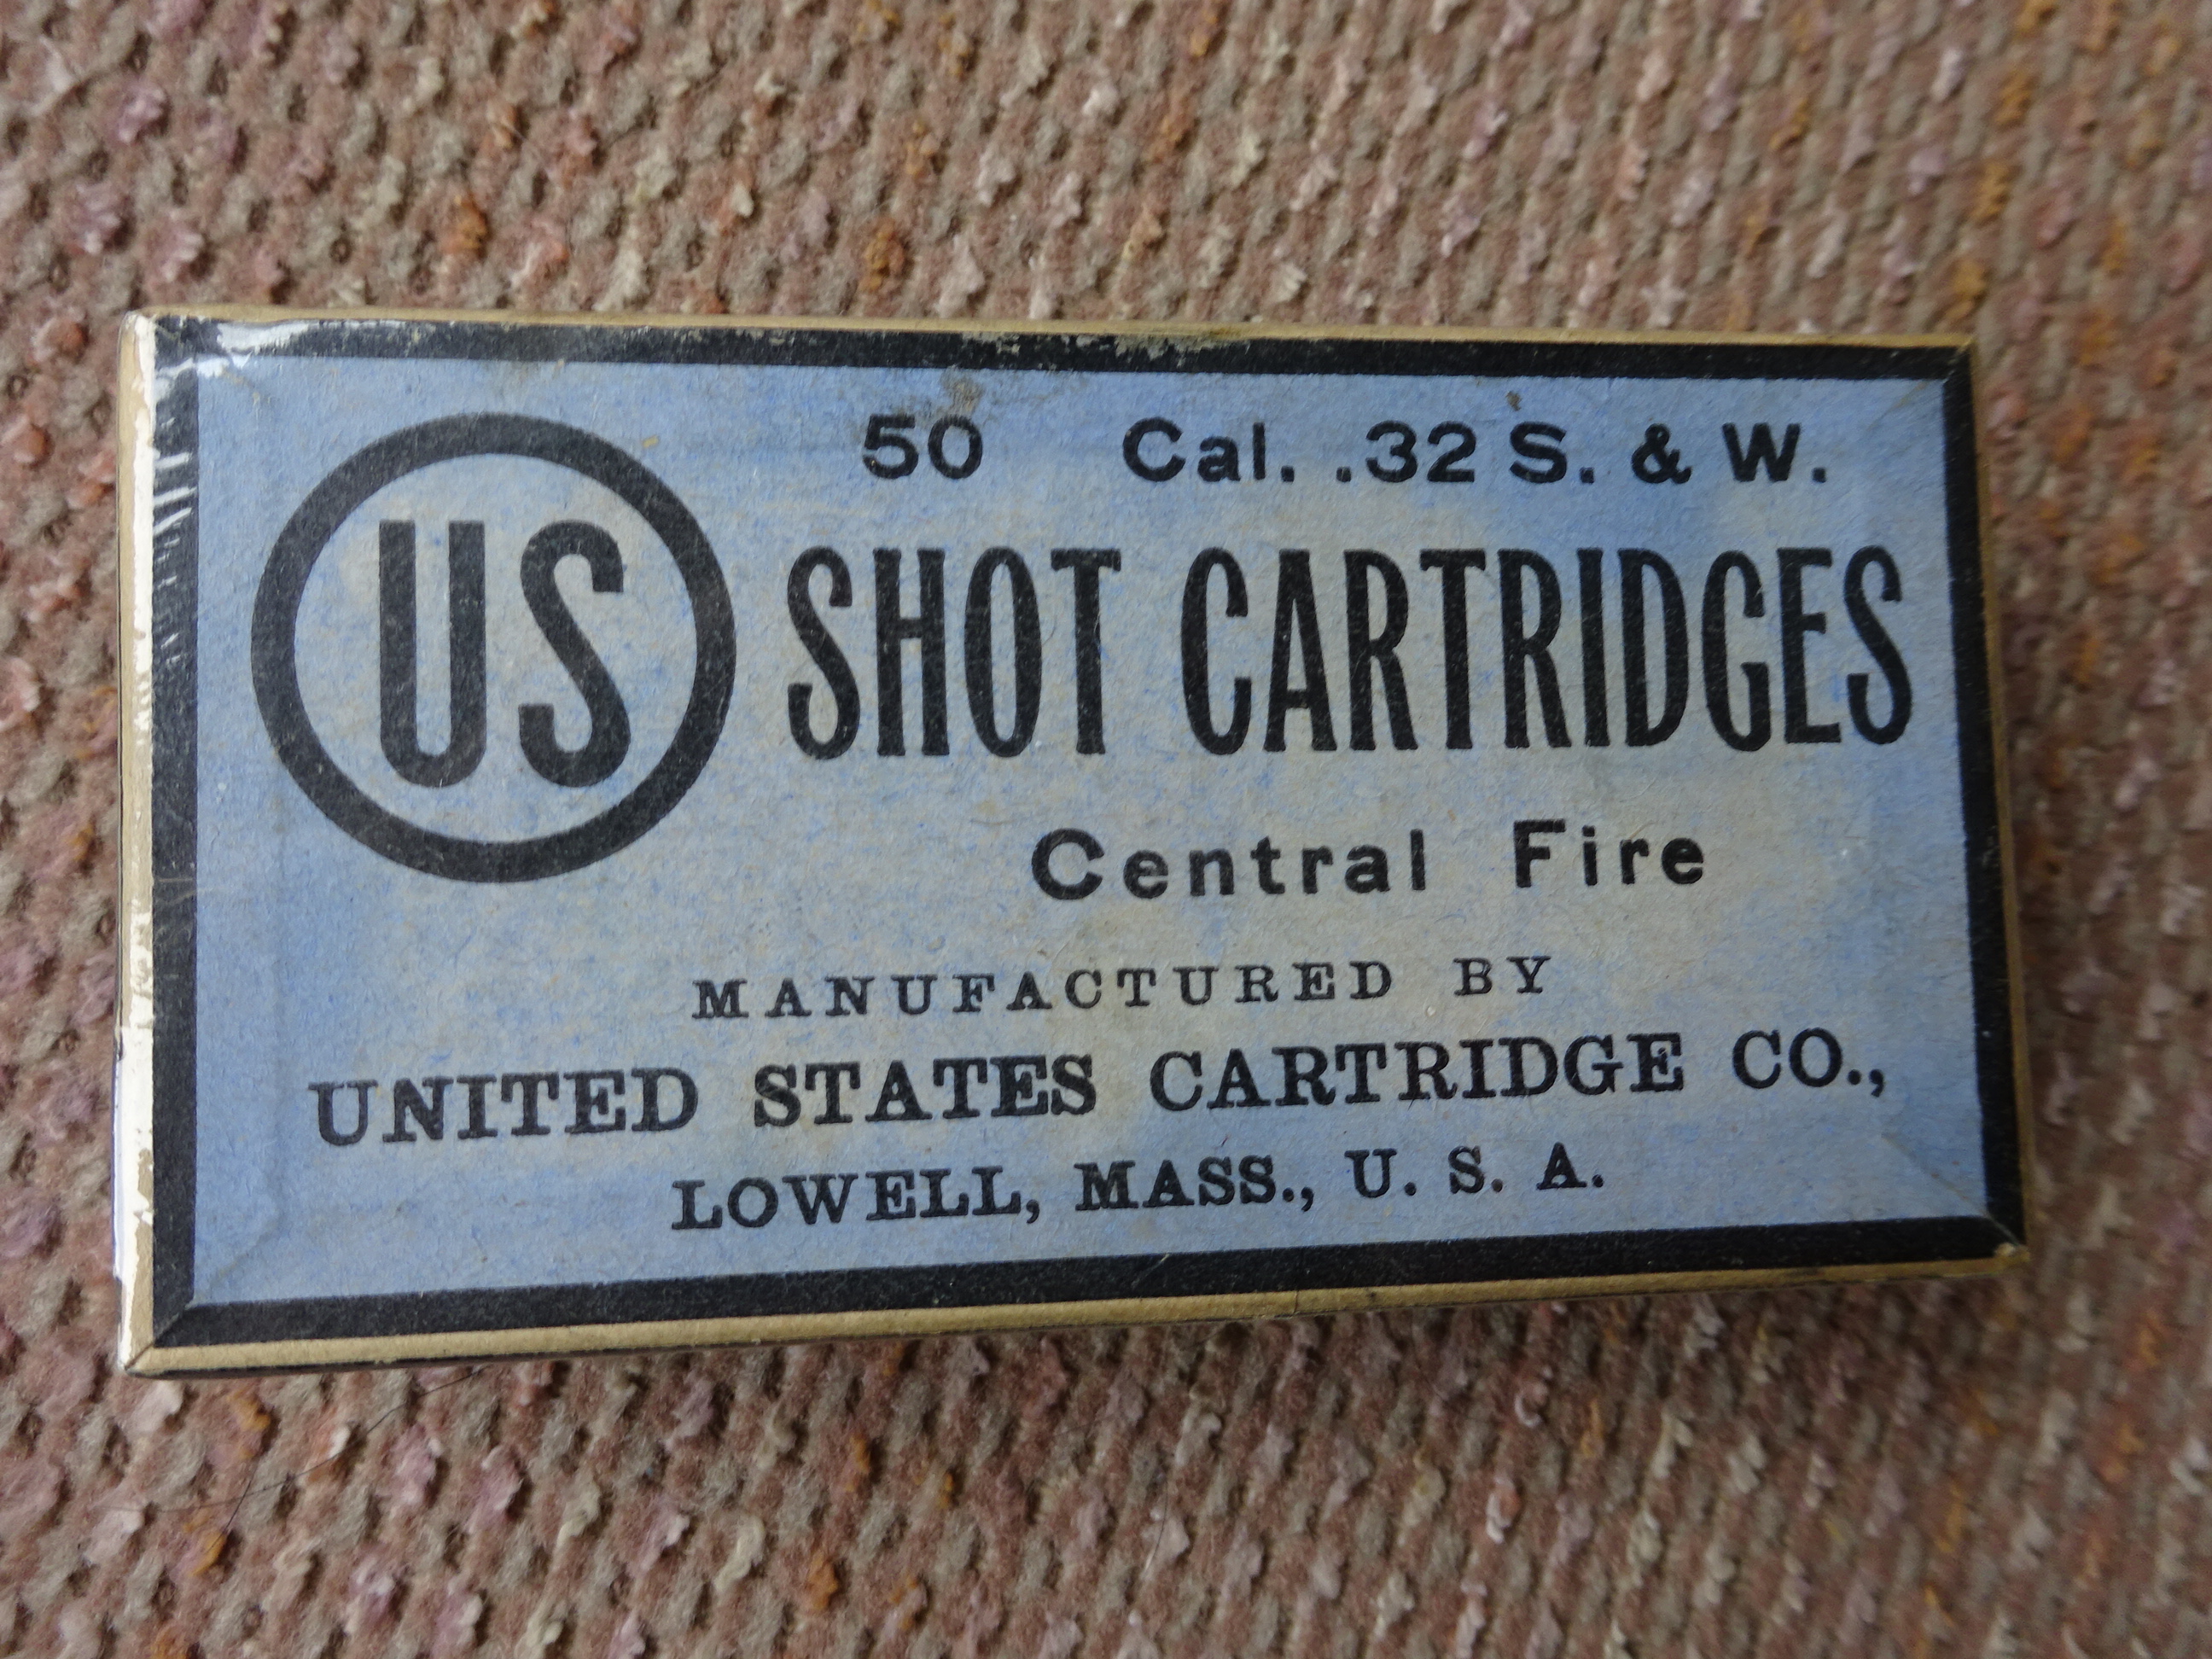 50 Cal. .32 S. & W.
US SHOT CARTRIDGES
Central Fire
MANUFACTURED BY
UNITED STATES CARTRIDGE CO.,
LOWELL, MASS., U. S. A.